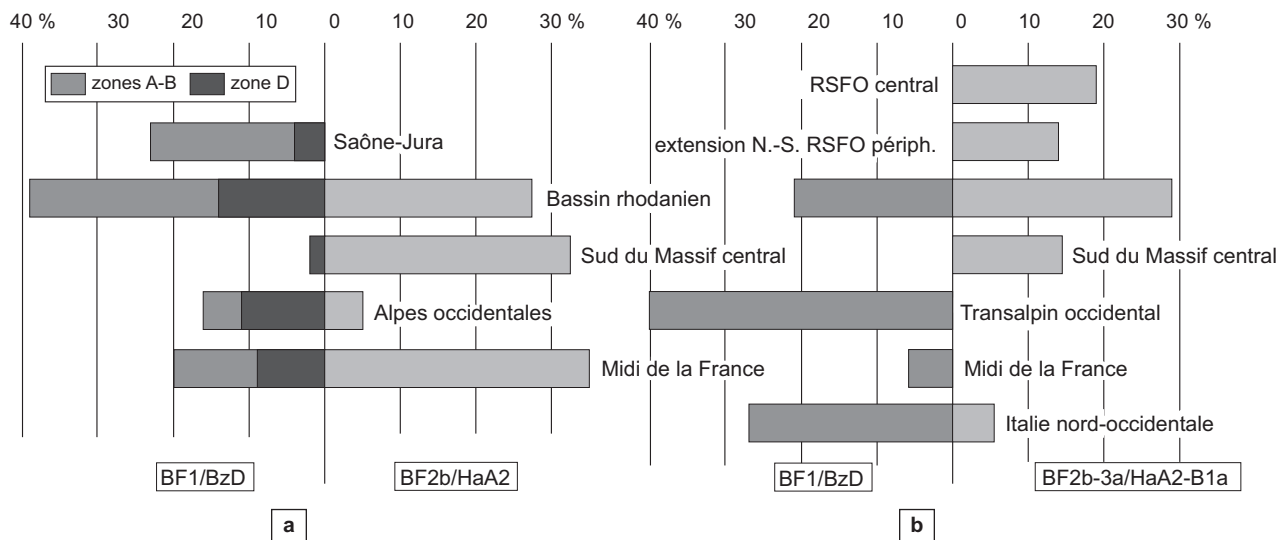 40 % 20 10 0 10 30 %
zones A-B zone D
Saône-Jura
Bassin rhodanien
Sud du Massif central
Alpes occidentales
Midi de la France
BF1/BzD BF2b/HaA2
a
40 % 30 20 10 0 10 20 30 %
RSFO central
extension N.-S. RSFO périph.
Sud du Massif central
Transalpin occidental
Midi de la France
Italie nord-occidentale
BF1/BzD BF2b-3a/HaA2-B1a
b